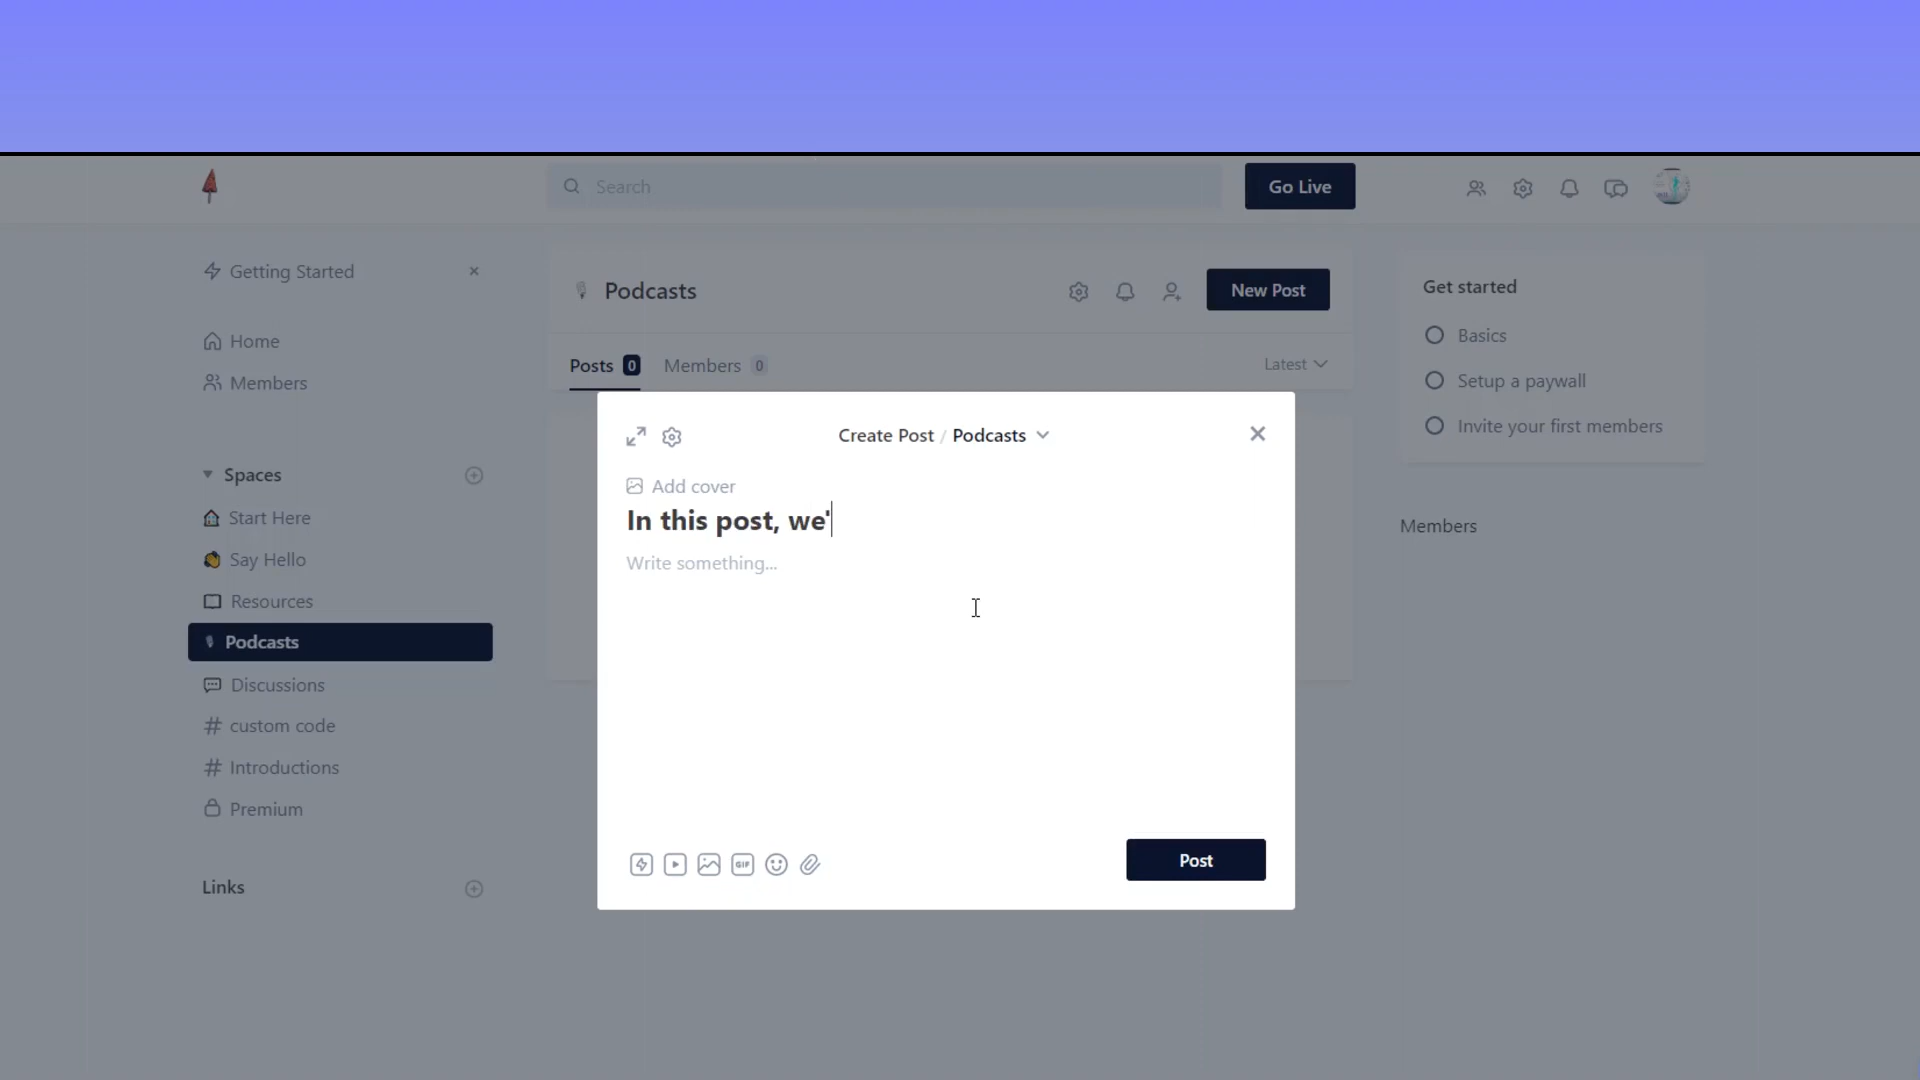 Search
Go Live
Getting Started
Home
Members
Spaces
Start Here
Say Hello
Resources
Podcasts
Discussions
# custom code
# Introductions
Premium
Links
Podcasts
New Post
Posts 0 Members 0
Latest
Create Post / Podcasts
Add cover
In this post, we'
Write something...
GIF
Post
Get started
Basics
Setup a paywall
Invite your first members
Members